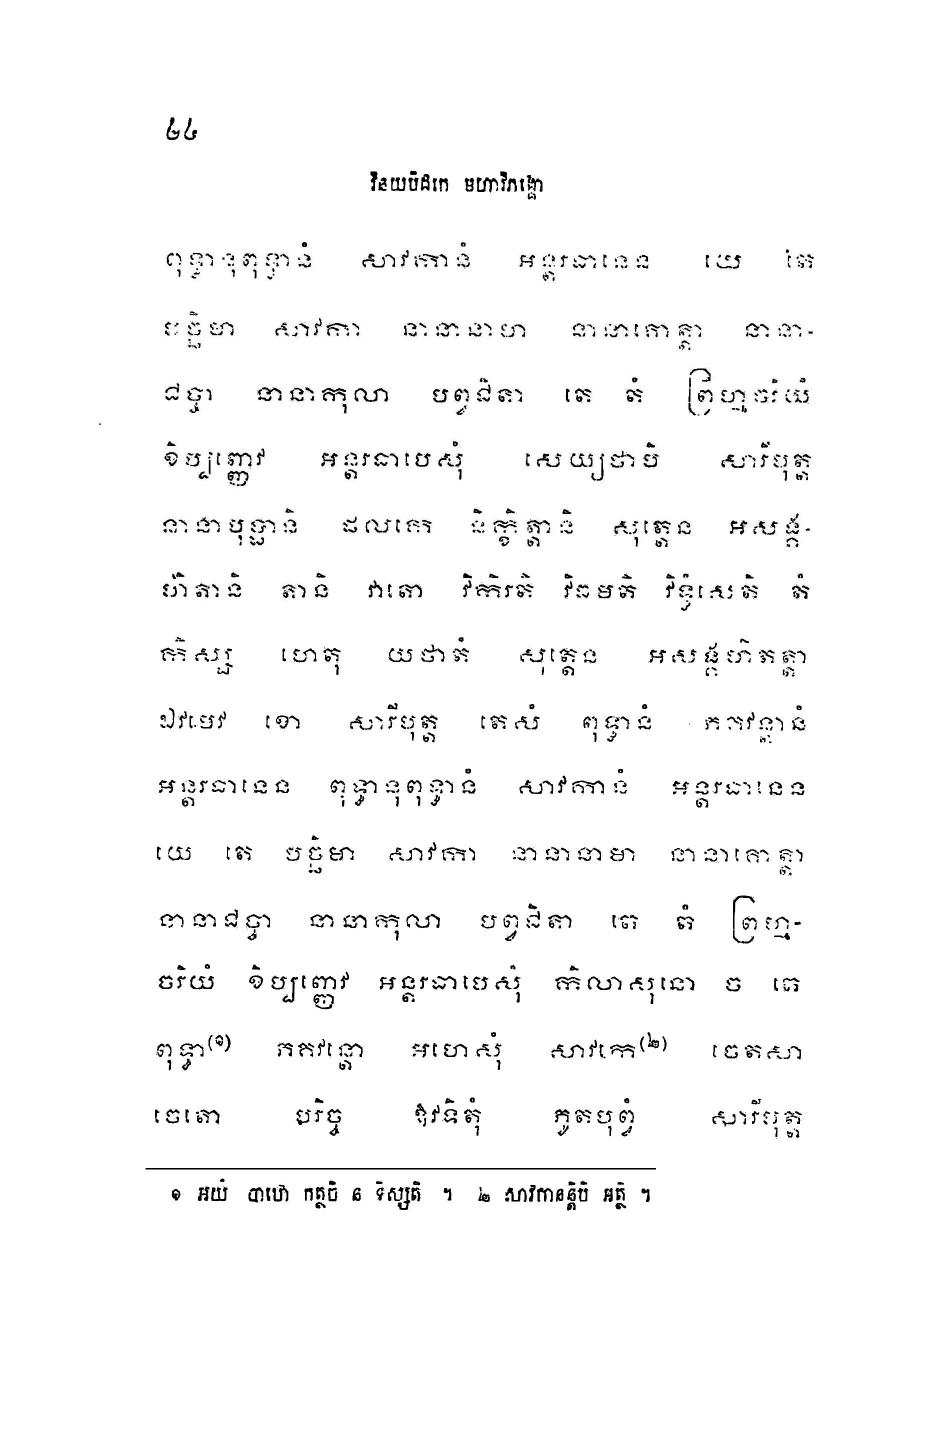 ២៤
វិនយបិដកេ មហាវិភង្គោ
ពុទ្ធានុពុទ្ធានំ សាវកានំ អន្តរធានេន យេ តេ
បច្ឆិមា សាវកា នានានាមា នានាគោត្តា នានា-
ជច្ចា នានាកុលា បព្វជិតា តេ តំ ព្រហ្មចរិយំ
ខិប្បញ្ញេវ អន្តរធាបេសុំ សេយ្យថាបិ សារីបុត្ត
នានាបុប្ផានិ ផលកេ និក្ខិត្តានិ សុត្តេន អសង្គ-
ហិតានិ តានិ វាតោ វិកិរតិ វិធមតិ វិទ្ធំសេតិ តំ
កិស្ស ហេតុ យថាតំ សុត្តេន អសង្គហិតត្តា
ឯវមេវ ខោ សារីបុត្ត តេសំ ពុទ្ធានំ ភគវន្តានំ
អន្តរធានេន ពុទ្ធានុពុទ្ធានំ សាវកានំ អន្តរធានេន
យេ តេ បច្ឆិមា សាវកា នានានាមា នានាគោត្តា
នានាជច្ចា នានាកុលា បព្វជិតា តេ តំ ព្រហ្ម-
ចរិយំ ខិប្បញ្ញេវ អន្តរធាបេសុំ កិលាសុនោ ច តេ
ពុទ្ធា(១) ភគវន្តោ អហេសុំ សាវកេ(២) ចេតសា
ចេតោ បរិច្ច ឱវទិតុំ ភូតបុព្វំ សារីបុត្ត
១ អយំ បាឋោ កត្ថចិ ន ទិស្សតិ ។ ២ សាវកានន្តិបិ អត្ថិ ។